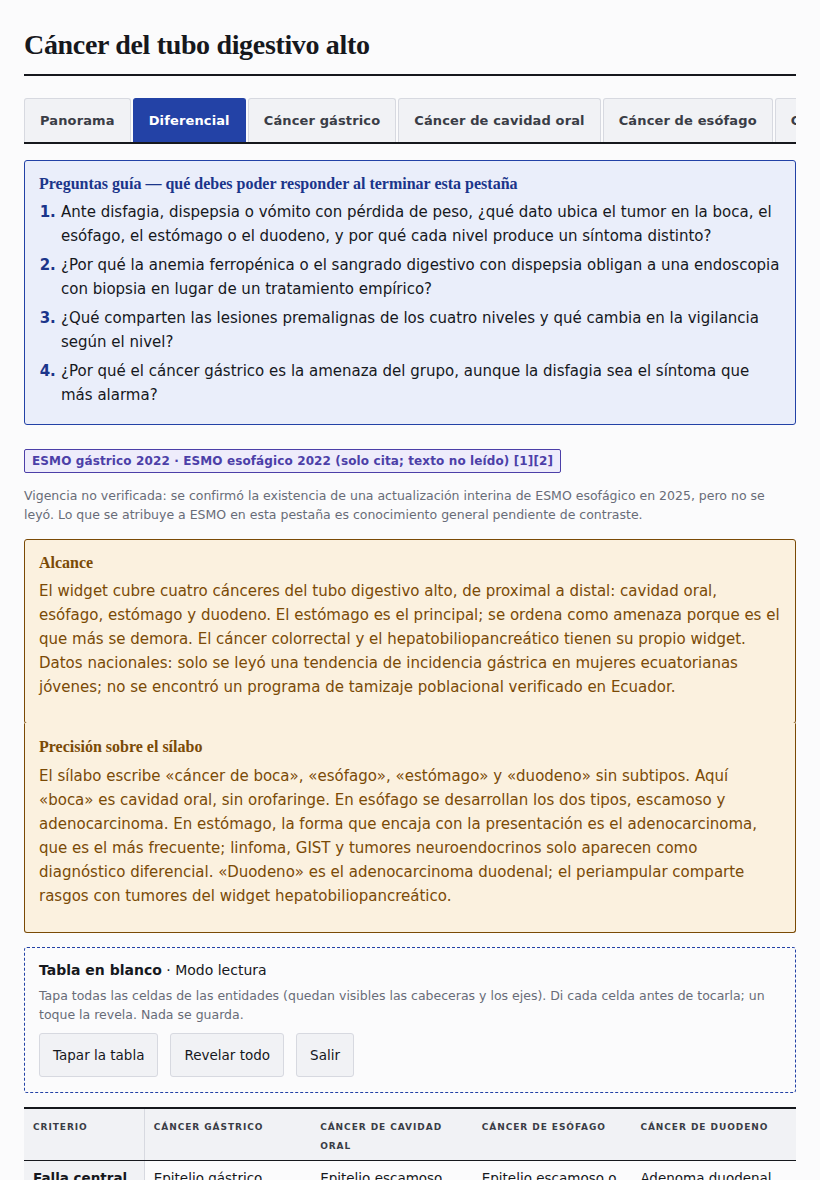 Cáncer del tubo digestivo alto
Panorama
Diferencial
Cáncer gástrico
Cáncer de cavidad oral
Cáncer de esófago
Preguntas guía — qué debes poder responder al terminar esta pestaña
1. Ante disfagia, dispepsia o vómito con pérdida de peso, ¿qué dato ubica el tumor en la boca, el
esófago, el estómago o el duodeno, y por qué cada nivel produce un síntoma distinto?
2. ¿Por qué la anemia ferropénica o el sangrado digestivo con dispepsia obligan a una endoscopia
con biopsia en lugar de un tratamiento empírico?
3. ¿Qué comparten las lesiones premalignas de los cuatro niveles y qué cambia en la vigilancia
según el nivel?
4. ¿Por qué el cáncer gástrico es la amenaza del grupo, aunque la disfagia sea el síntoma que
más alarma?
ESMO gástrico 2022 · ESMO esofágico 2022 (solo cita; texto no leído) [1][2]
Vigencia no verificada: se confirmó la existencia de una actualización interina de ESMO esofágico en 2025, pero no se
leyó. Lo que se atribuye a ESMO en esta pestaña es conocimiento general pendiente de contraste.
Alcance
El widget cubre cuatro cánceres del tubo digestivo alto, de proximal a distal: cavidad oral,
esófago, estómago y duodeno. El estómago es el principal; se ordena como amenaza porque es el
que más se demora. El cáncer colorrectal y el hepatobiliopancreático tienen su propio widget.
Datos nacionales: solo se leyó una tendencia de incidencia gástrica en mujeres ecuatorianas
jóvenes; no se encontró un programa de tamizaje poblacional verificado en Ecuador.
Precisión sobre el sílabo
El sílabo escribe «cáncer de boca», «esófago», «estómago» y «duodeno» sin subtipos. Aquí
«boca» es cavidad oral, sin orofaringe. En esófago se desarrollan los dos tipos, escamoso y
adenocarcinoma. En estómago, la forma que encaja con la presentación es el adenocarcinoma,
que es el más frecuente; linfoma, GIST y tumores neuroendocrinos solo aparecen como
diagnóstico diferencial. «Duodeno» es el adenocarcinoma duodenal; el periampular comparte
rasgos con tumores del widget hepatobiliopancreático.
Tabla en blanco · Modo lectura
Tapa todas las celdas de las entidades (quedan visibles las cabeceras y los ejes). Di cada celda antes de tocarla; un
toque la revela. Nada se guarda.
Tapar la tabla
Revelar todo
Salir
CRITERIO
CÁNCER GÁSTRICO
CÁNCER DE CAVIDAD
ORAL
CÁNCER DE ESÓFAGO
CÁNCER DE DUODENO
Falla central
Epitelio gástrico
Epitelio escamoso
Epitelio escamoso o
Adenoma duodenal